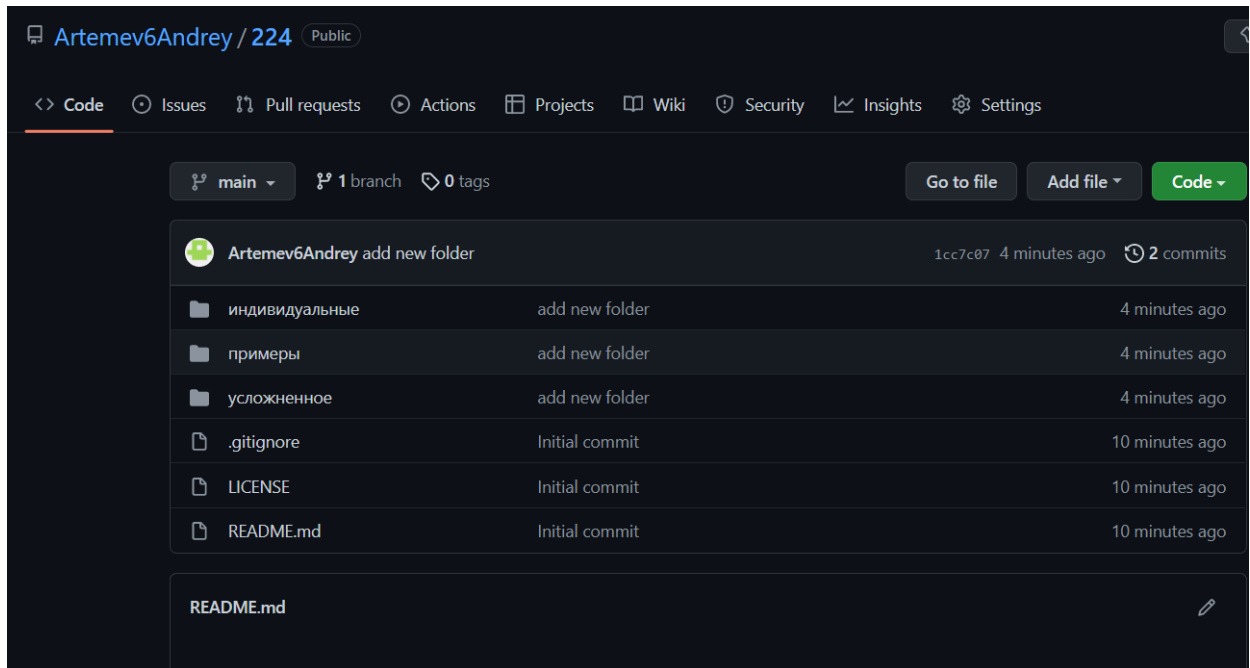 Artemev6Andrey / 224 Public
<> Code Issues Pull requests Actions Projects Wiki Security Insights Settings
main 1 branch 0 tags Go to file Add file Code
Artemev6Andrey add new folder 1cc7c07 4 minutes ago 2 commits
индивидуальные add new folder 4 minutes ago
примеры add new folder 4 minutes ago
усложненное add new folder 4 minutes ago
.gitignore Initial commit 10 minutes ago
LICENSE Initial commit 10 minutes ago
README.md Initial commit 10 minutes ago
README.md